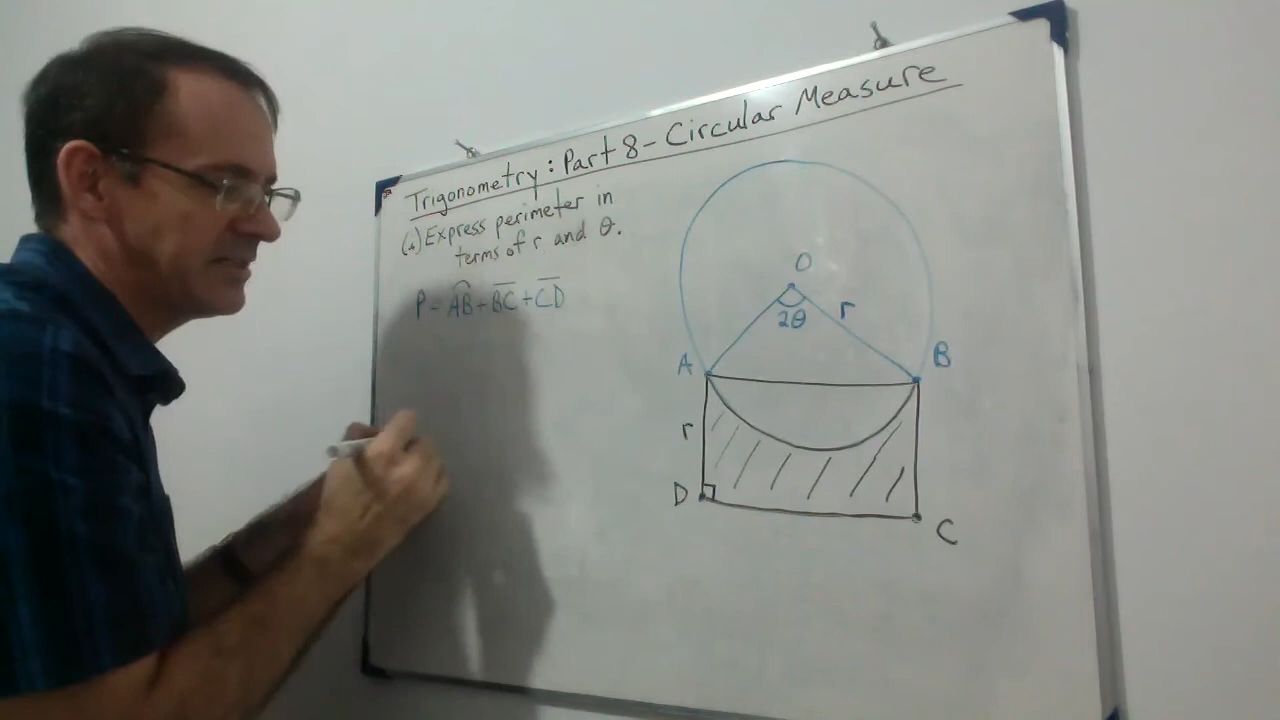 Trigonometry: Part 8 - Circular Measure
Express perimeter in
terms of r and θ.
P = AB + BC + CD
O
2θ
r
A
B
r
D
C